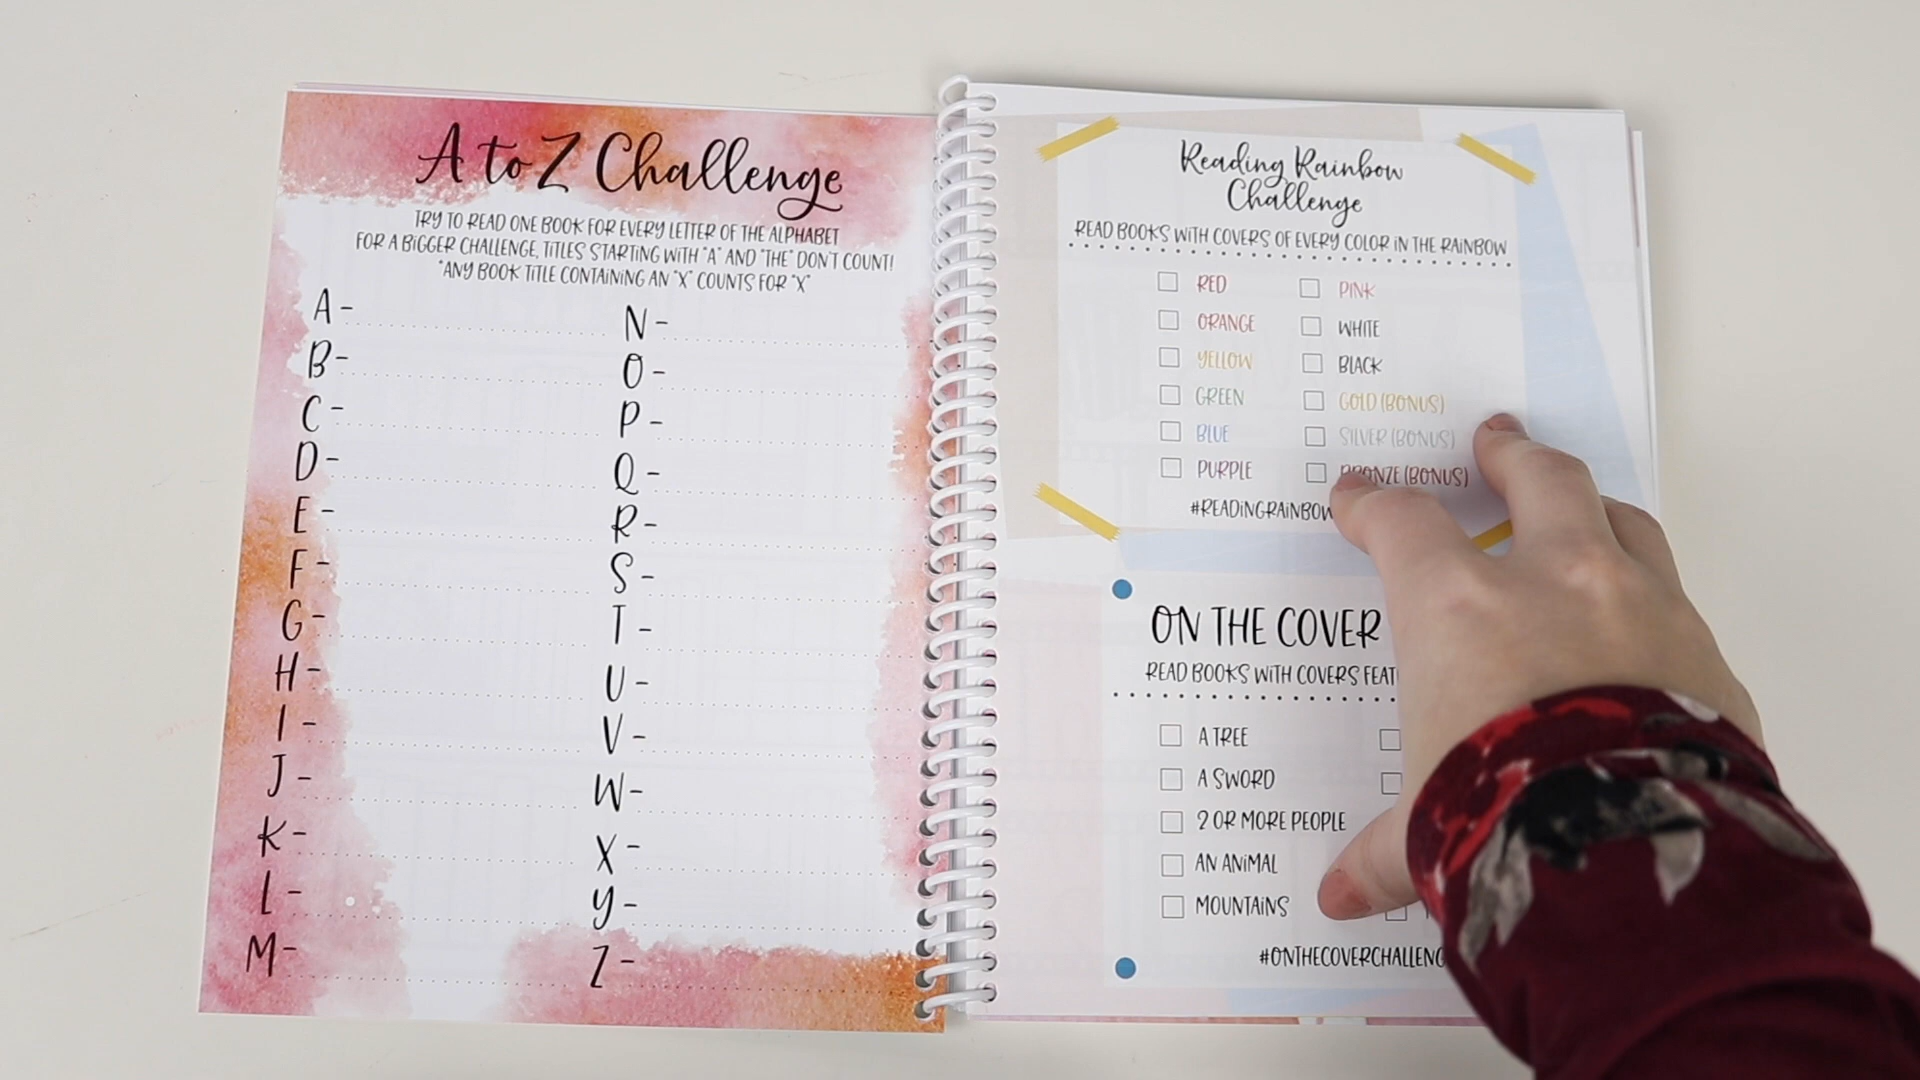 A to Z Challenge
TRY TO READ ONE BOOK FOR EVERY LETTER OF THE ALPHABET
FOR A BIGGER CHALLENGE, TITLES STARTING WITH "A" AND "THE" DON'T COUNT!
*ANY BOOK TITLE CONTAINING AN "X" COUNTS FOR "X"
A -
B -
C -
D -
E -
F -
G -
H -
I -
J -
K -
L -
M -
N -
O -
P -
Q -
R -
S -
T -
U -
V -
W -
X -
Y -
Z -
Reading Rainbow
Challenge
READ BOOKS WITH COVERS OF EVERY COLOR IN THE RAINBOW
RED
ORANGE
YELLOW
GREEN
BLUE
PURPLE
PINK
WHITE
BLACK
GOLD (BONUS)
SILVER (BONUS)
BRONZE (BONUS)
#READINGRAINBOW
ON THE COVER
READ BOOKS WITH COVERS
A TREE
A SWORD
2 OR MORE PEOPLE
AN ANIMAL
MOUNTAINS